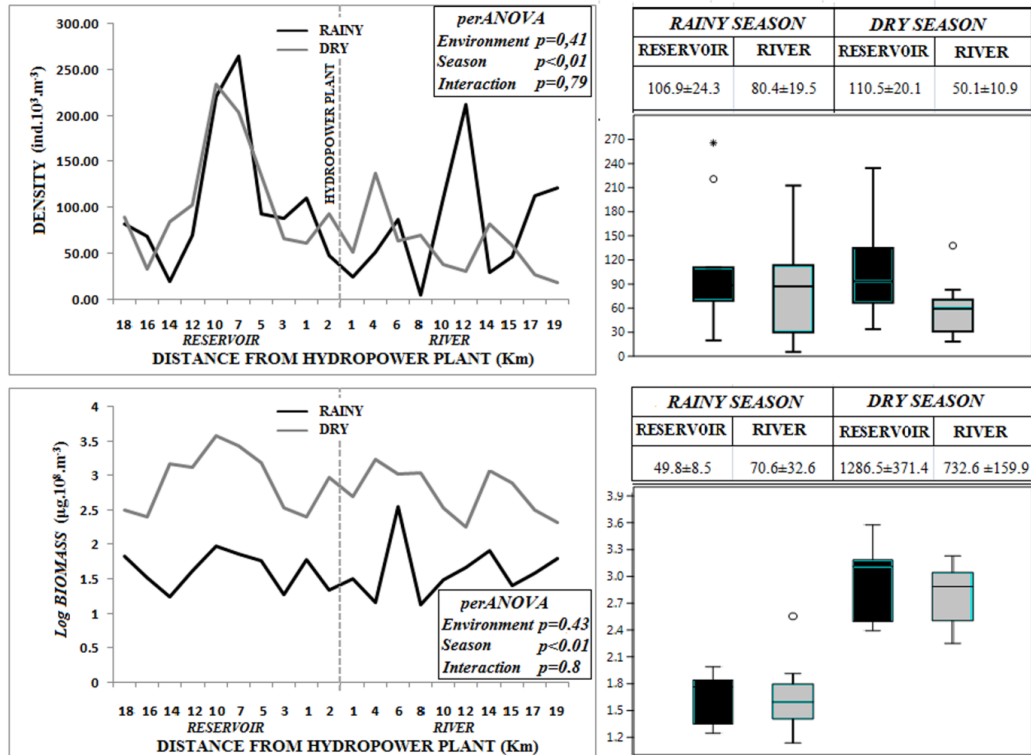 RAINY
DRY
perANOVA
Environment p=0,41
Season p<0,01
Interaction p=0,79
HYDROPOWER PLANT
DENSITY (ind.10³.m-³)
300.00
250.00
200.00
150.00
100.00
50.00
0.00
18 16 14 12 10 7 5 3 1 2 1 4 6 8 10 12 14 15 17 19
RESERVOIR RIVER
DISTANCE FROM HYDROPOWER PLANT (Km)
RAINY SEASON DRY SEASON
RESERVOIR RIVER RESERVOIR RIVER
106.9±24.3 80.4±19.5 110.5±20.1 50.1±10.9
270
240
210
180
150
120
90
60
30
0
RAINY
DRY
Log BIOMASS (µg.10⁸.m-³)
4
3.5
3
2.5
2
1.5
1
0.5
0
perANOVA
Environment p=0.43
Season p<0.01
Interaction p=0.8
18 16 14 12 10 7 5 3 1 2 1 4 6 8 10 12 14 15 17 19
RESERVOIR RIVER
DISTANCE FROM HYDROPOWER PLANT (Km)
RAINY SEASON DRY SEASON
RESERVOIR RIVER RESERVOIR RIVER
49.8±8.5 70.6±32.6 1286.5±371.4 732.6 ±159.9
3.9
3.6
3.3
3.0
2.7
2.4
2.1
1.8
1.5
1.2